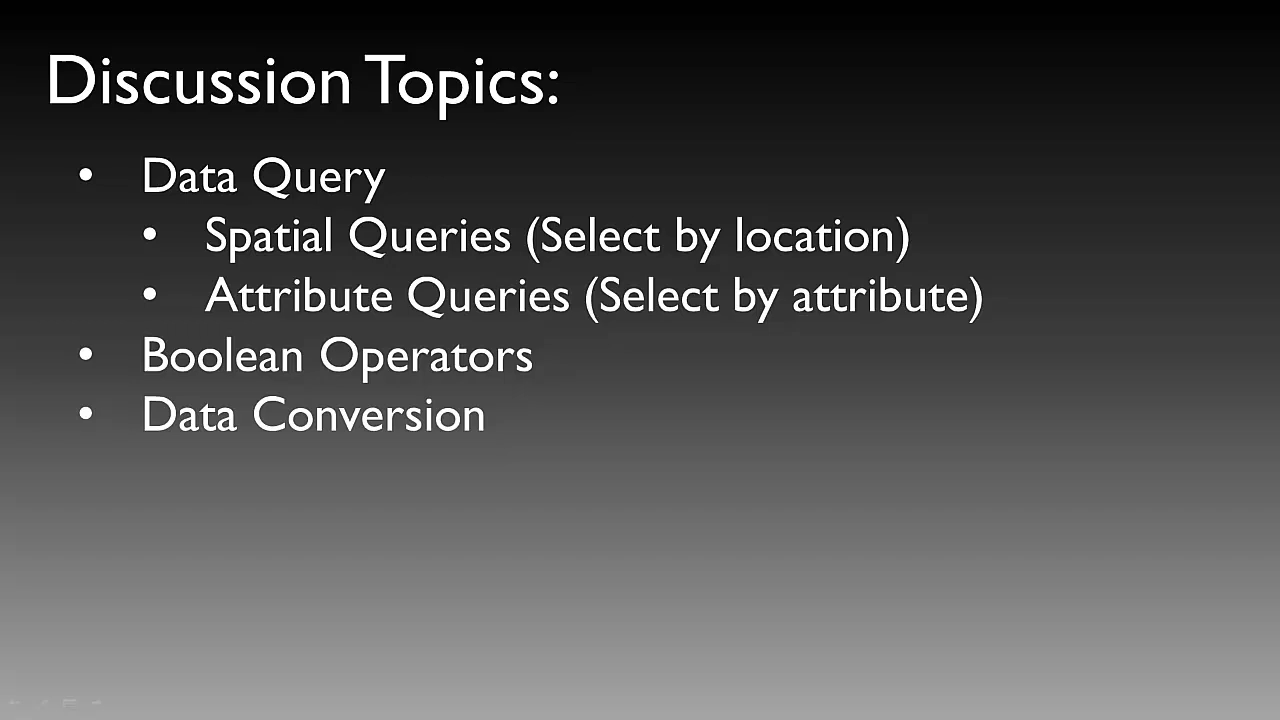 Discussion Topics:
• Data Query
• Spatial Queries (Select by location)
• Attribute Queries (Select by attribute)
• Boolean Operators
• Data Conversion